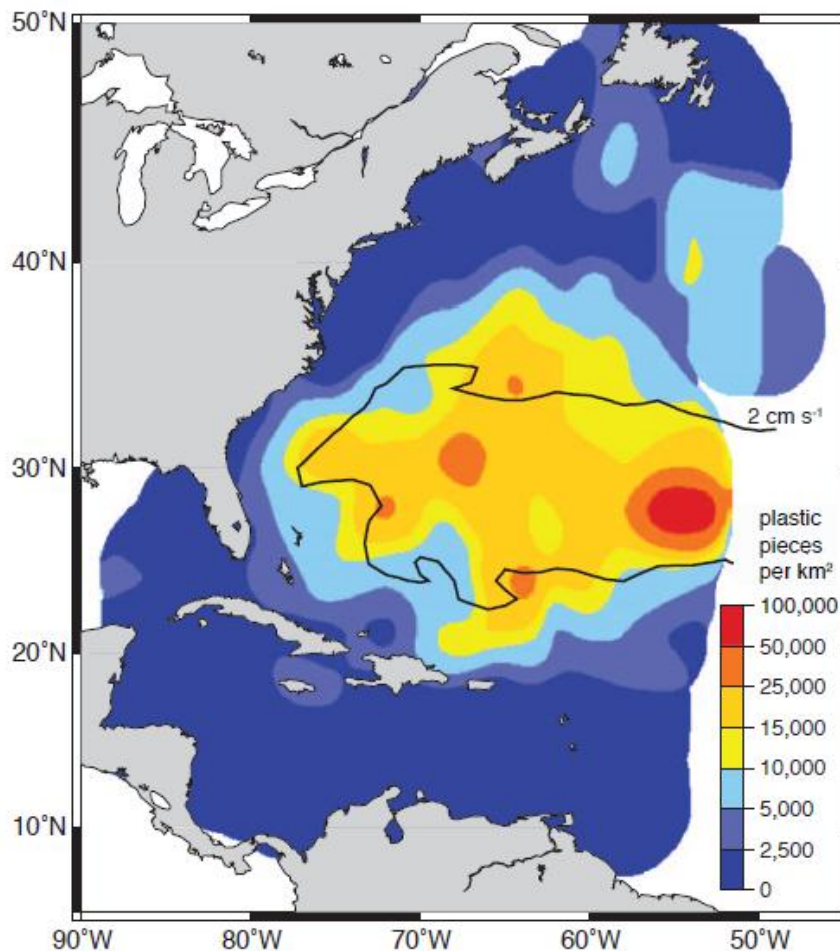 50˚N
40˚N
2 cm s-1
30˚N
plastic
pieces
per km²
100,000
50,000
20˚N
25,000
15,000
10,000
5,000
10˚N
2,500
0
90˚W 80˚W 70˚W 60˚W 50˚W